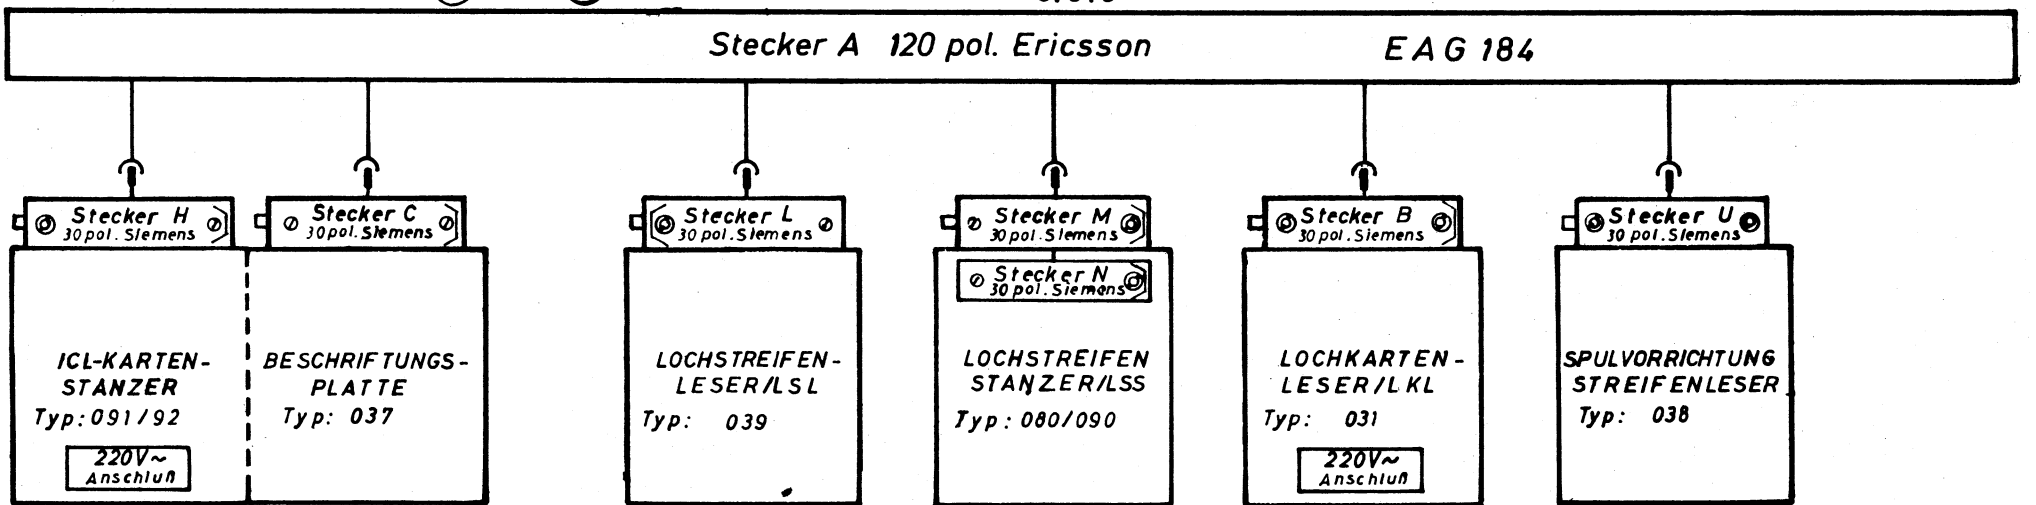 Stecker A 120 pol. Ericsson EAG 184
Stecker H
30 pol. Siemens
Stecker C
30 pol. Siemens
Stecker L
30 pol. Siemens
Stecker M
30 pol. Siemens
Stecker B
30 pol. Siemens
Stecker U
30 pol. Siemens
Stecker N
30 pol. Siemens
ICL-KARTEN-
STANZER
Typ: 091/92
220V~
Anschluß
BESCHRIFTUNGS-
PLATTE
Typ: 037
LOCHSTREIFEN-
LESER/LSL
Typ: 039
LOCHSTREIFEN
STANZER/LSS
Typ: 080/090
LOCHKARTEN-
LESER/LKL
Typ: 031
220V~
Anschluß
SPULVORRICHTUNG
STREIFENLESER
Typ: 038